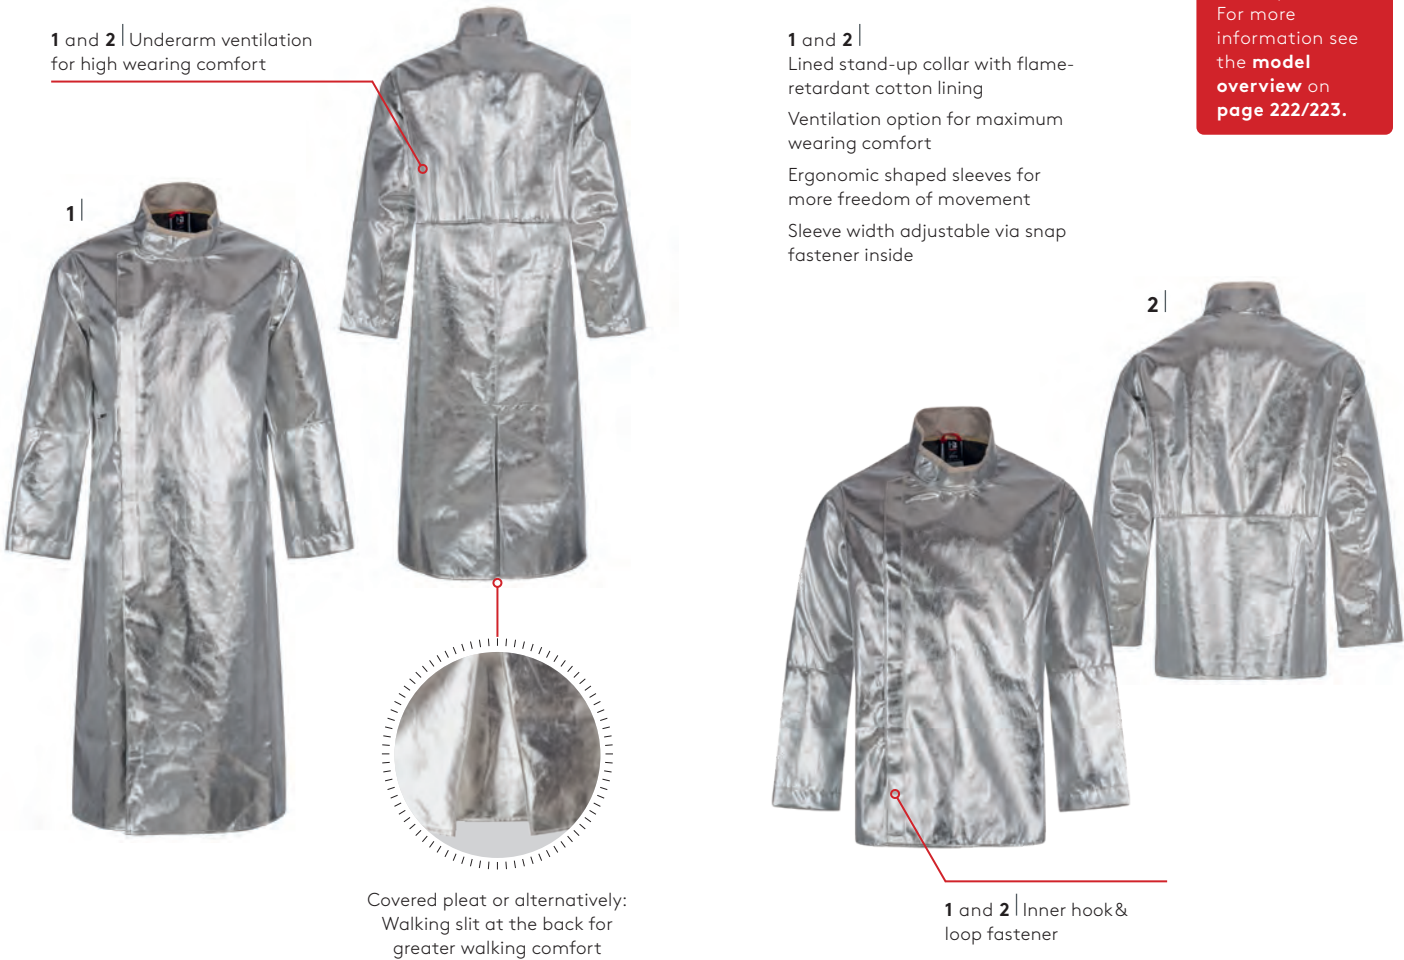 1 and 2 | Underarm ventilation
for high wearing comfort
1 and 2 |
Lined stand-up collar with flame-
retardant cotton lining
Ventilation option for maximum
wearing comfort
Ergonomic shaped sleeves for
more freedom of movement
Sleeve width adjustable via snap
fastener inside
For more
information see
the model
overview on
page 222/223.
1 |
2 |
Covered pleat or alternatively:
Walking slit at the back for
greater walking comfort
1 and 2 | Inner hook &
loop fastener